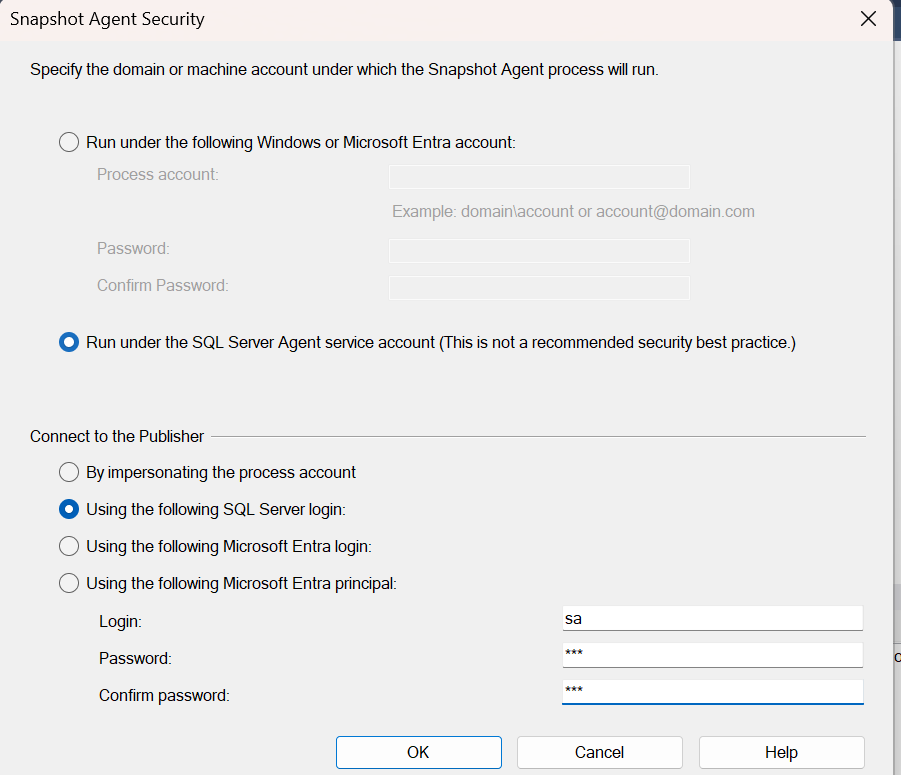 Snapshot Agent Security
Specify the domain or machine account under which the Snapshot Agent process will run.
Run under the following Windows or Microsoft Entra account:
Process account:
Example: domain\account or account@domain.com
Password:
Confirm Password:
Run under the SQL Server Agent service account (This is not a recommended security best practice.)
Connect to the Publisher
By impersonating the process account
Using the following SQL Server login:
Using the following Microsoft Entra login:
Using the following Microsoft Entra principal:
Login: sa
Password: ***
Confirm password: ***
OK Cancel Help